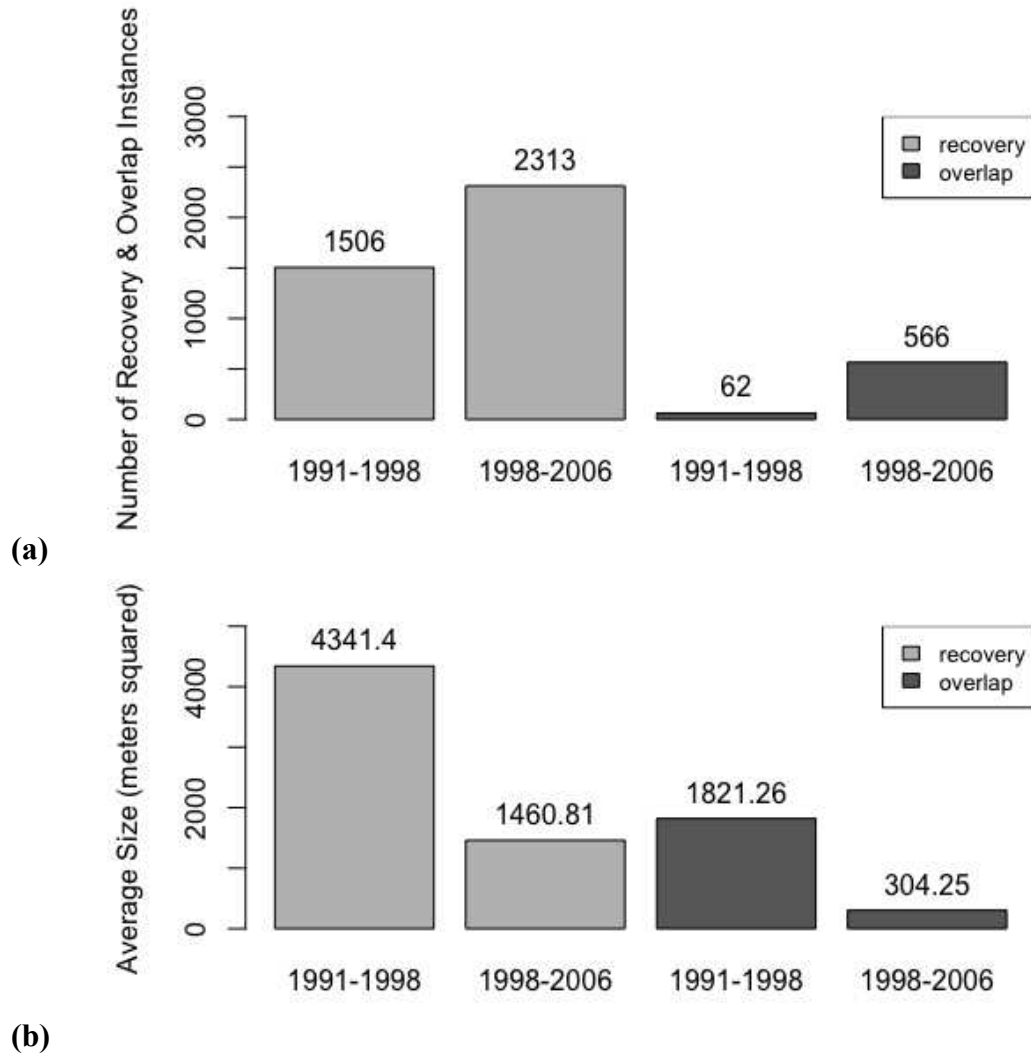 Number of Recovery & Overlap Instances
3000
2000
1000
0
1506
2313
62
566
recovery
overlap
1991-1998
1998-2006
1991-1998
1998-2006
(a)
Average Size (meters squared)
4000
2000
0
4341.4
1460.81
1821.26
304.25
recovery
overlap
1991-1998
1998-2006
1991-1998
1998-2006
(b)